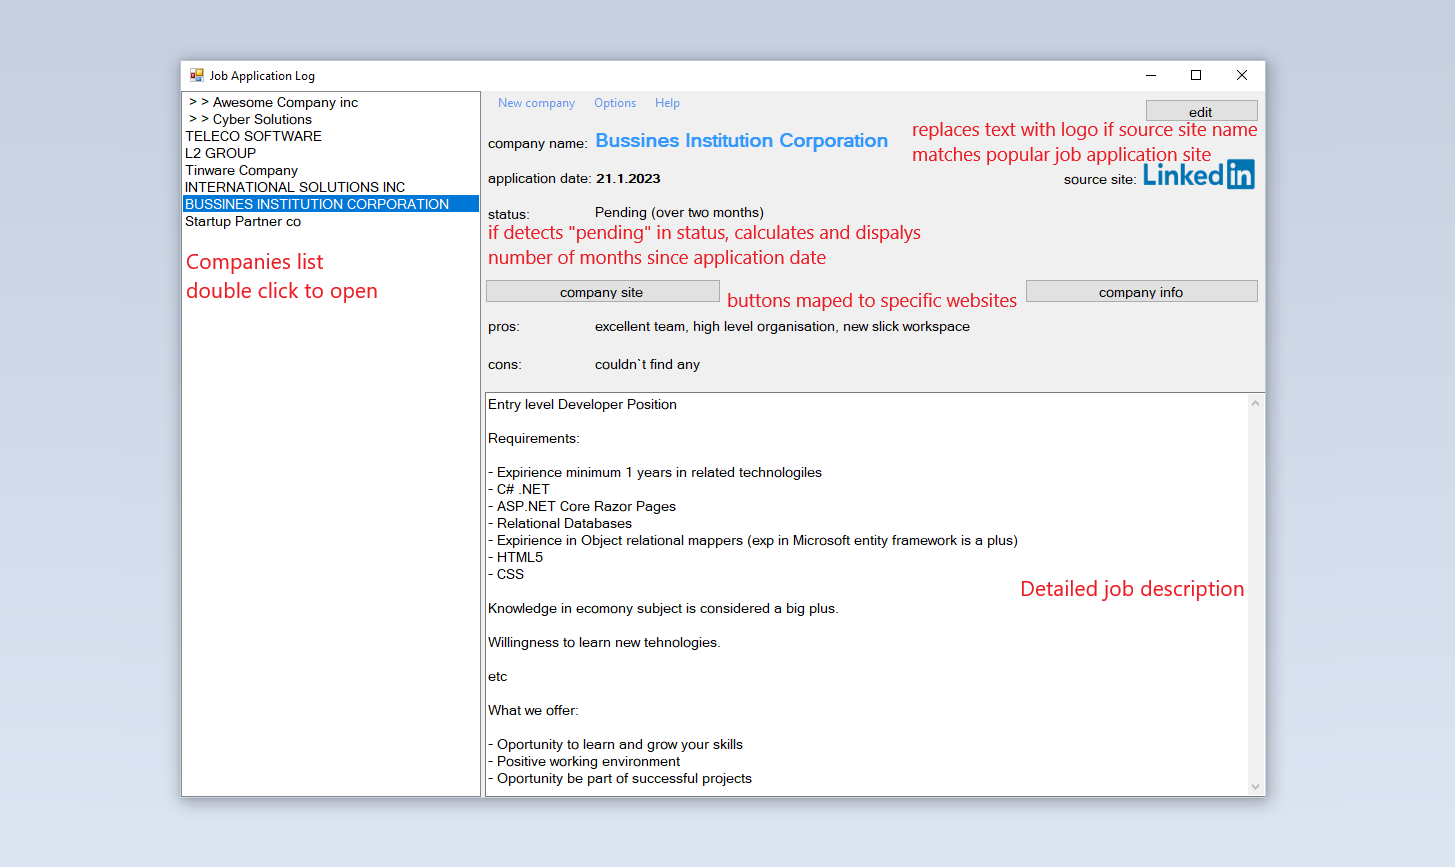 Job Application Log
> > Awesome Company inc
> > Cyber Solutions
TELECO SOFTWARE
L2 GROUP
Tinware Company
INTERNATIONAL SOLUTIONS INC
BUSSINES INSTITUTION CORPORATION
Startup Partner co
Companies list
double click to open
New company Options Help
edit
company name: Bussines Institution Corporation
replaces text with logo if source site name
matches popular job application site
application date: 21.1.2023
source site: Linked in
status: Pending (over two months)
if detects "pending" in status, calculates and dispalys
number of months since application date
company site
buttons maped to specific websites
company info
pros: excellent team, high level organisation, new slick workspace
cons: couldn`t find any
Entry level Developer Position
Requirements:
- Expirience minimum 1 years in related technologiles
- C# .NET
- ASP.NET Core Razor Pages
- Relational Databases
- Expirience in Object relational mappers (exp in Microsoft entity framework is a plus)
- HTML5
- CSS
Detailed job description
Knowledge in ecomony subject is considered a big plus.
Willingness to learn new tehnologies.
etc
What we offer:
- Oportunity to learn and grow your skills
- Positive working environment
- Oportunity be part of successful projects